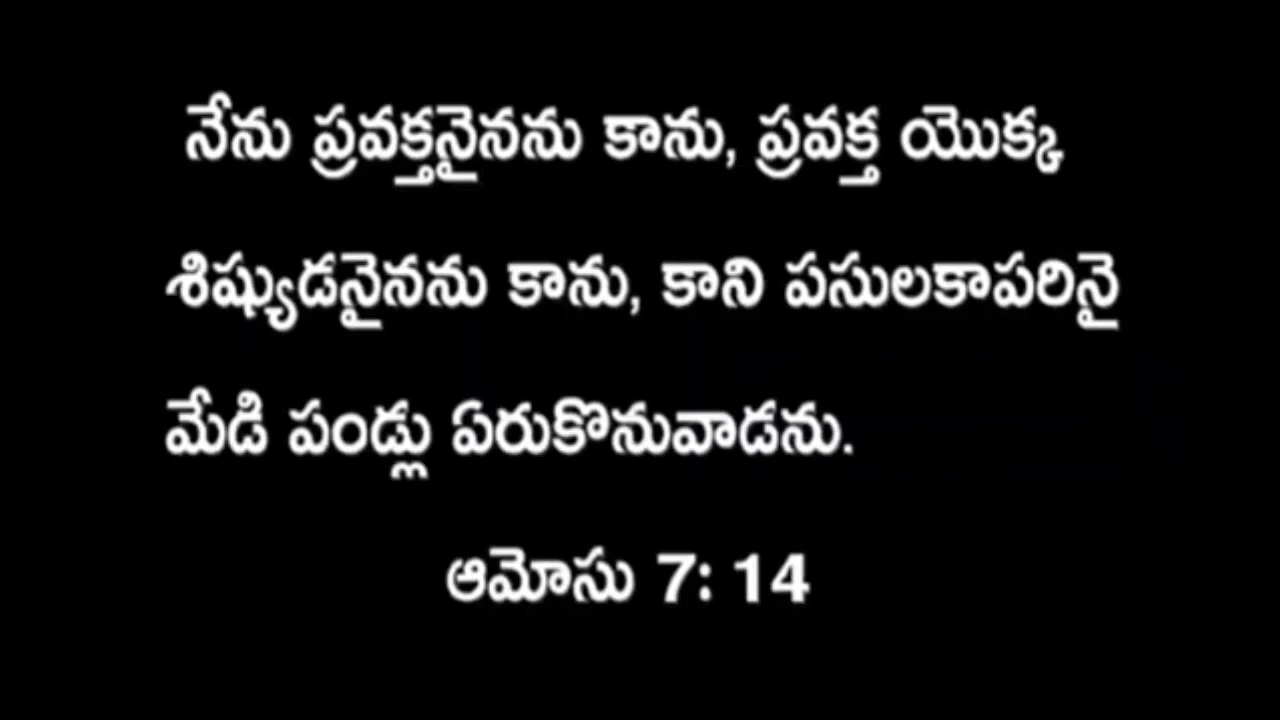 నేను ప్రవక్తనైనను కాను, ప్రవక్త యొక్క
శిష్యుడనైనను కాను, కాని పసులకాపరినై
మేడి పండ్లు ఏరుకొనువాడను.
ఆమోసు 7: 14